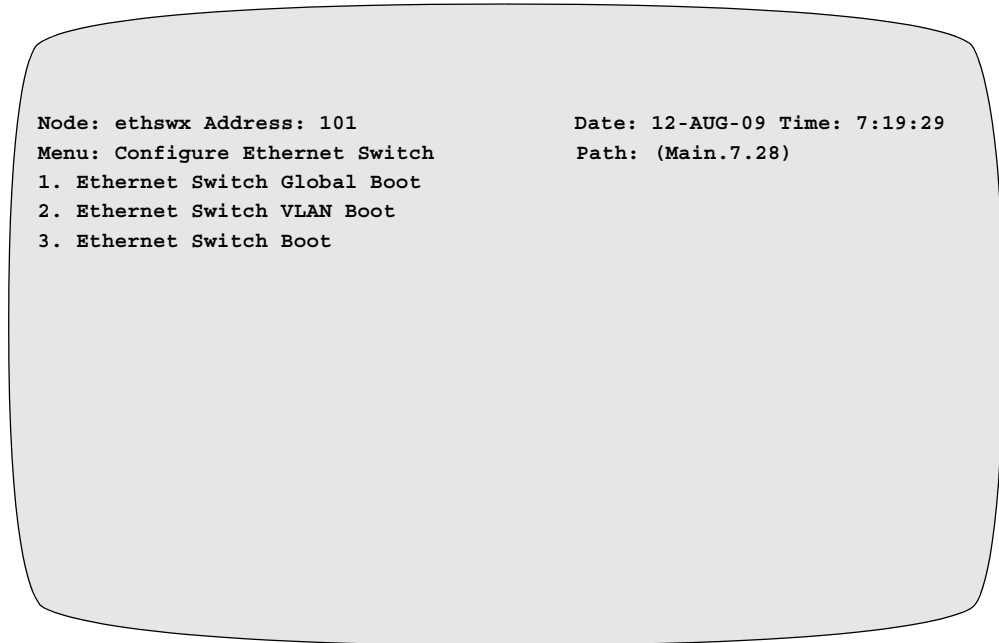 Node: ethswx Address: 101 Date: 12-AUG-09 Time: 7:19:29
Menu: Configure Ethernet Switch Path: (Main.7.28)
1. Ethernet Switch Global Boot
2. Ethernet Switch VLAN Boot
3. Ethernet Switch Boot